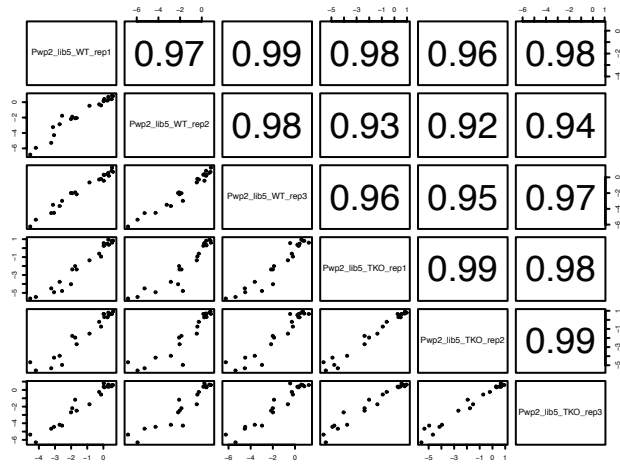 −6 −4 −2 0
−5 −3 −1 1
−6 −4 −2 0
Pwp2_lib5_WT_rep1 0.97 0.99 0.98 0.96 0.98
−4 −2 0
−6 −4 −2 0
Pwp2_lib5_WT_rep2 0.98 0.93 0.92 0.94
Pwp2_lib5_WT_rep3 0.96 0.95 0.97
−6 −4 −2 0
−5 −3 −1 1
Pwp2_lib5_TKO_rep1 0.99 0.98
Pwp2_lib5_TKO_rep2 0.99
−5 −3 −1 1
−6 −4 −2 0
Pwp2_lib5_TKO_rep3
−4 −3 −2 −1 0
−6 −4 −2 0
−5 −4 −3 −2 −1 0 1